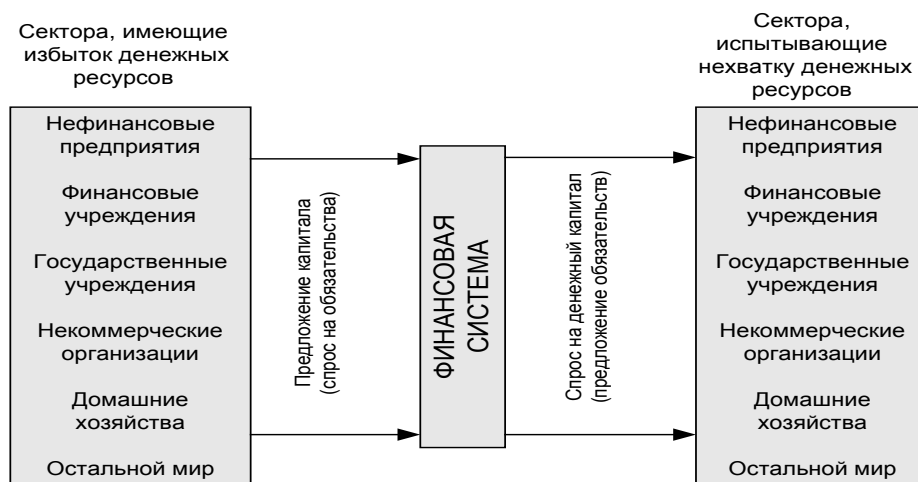 Сектора, имеющие
избыток денежных
ресурсов
Нефинансовые
предприятия
Финансовые
учреждения
Государственные
учреждения
Некоммерческие
организации
Домашние
хозяйства
Остальной мир
Предложение капитала
(спрос на обязательства)
ФИНАНСОВАЯ
СИСТЕМА
Спрос на денежный капитал
(предложение обязательств)
Сектора,
испытывающие
нехватку денежных
ресурсов
Нефинансовые
предприятия
Финансовые
учреждения
Государственные
учреждения
Некоммерческие
организации
Домашние
хозяйства
Остальной мир